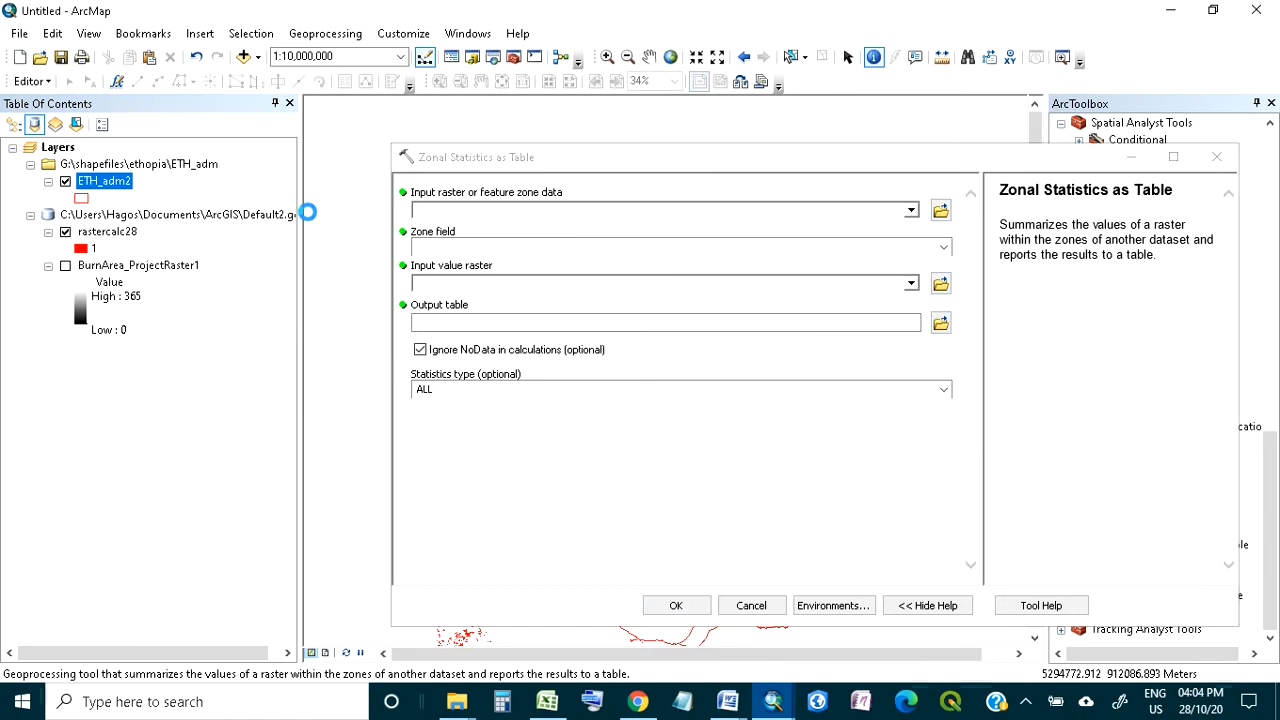 Untitled - ArcMap
File Edit View Bookmarks Insert Selection Geoprocessing Customize Windows Help
1:10,000,000
Editor
34%
Table Of Contents
Layers
G:\shapefiles\ethopia\ETH_adm
ETH_adm2
C:\Users\Hagos\Documents\ArcGIS\Default2.g
rastercalc28
1
BurnArea_ProjectRaster1
Value
High : 365
Low : 0
Zonal Statistics as Table
Input raster or feature zone data
Zone field
Input value raster
Output table
Ignore NoData in calculations (optional)
Statistics type (optional)
ALL
OK Cancel Environments... << Hide Help Tool Help
Zonal Statistics as Table
Summarizes the values of a raster
within the zones of another dataset and
reports the results to a table.
ArcToolbox
Spatial Analyst Tools
Conditional
catio
le
e
Tracking Analyst Tools
Geoprocessing tool that summarizes the values of a raster within the zones of another dataset and reports the results to a table.
5294772.912 912086.893 Meters
Type here to search
ENG
US
04:04 PM
28/10/20